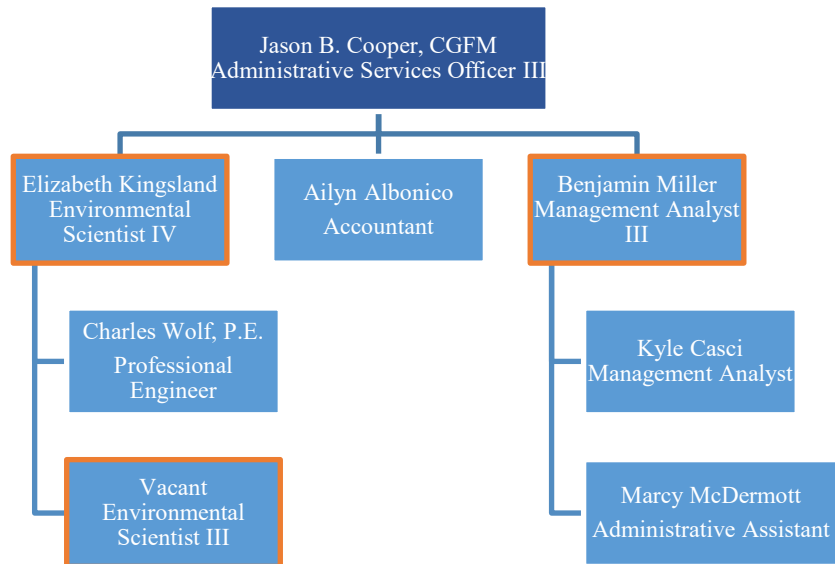 Jason B. Cooper, CGFM
Administrative Services Officer III
Elizabeth Kingsland
Environmental
Scientist IV
Ailyn Albonico
Accountant
Benjamin Miller
Management Analyst
III
Charles Wolf, P.E.
Professional
Engineer
Kyle Casci
Management Analyst
Vacant
Environmental
Scientist III
Marcy McDermott
Administrative Assistant